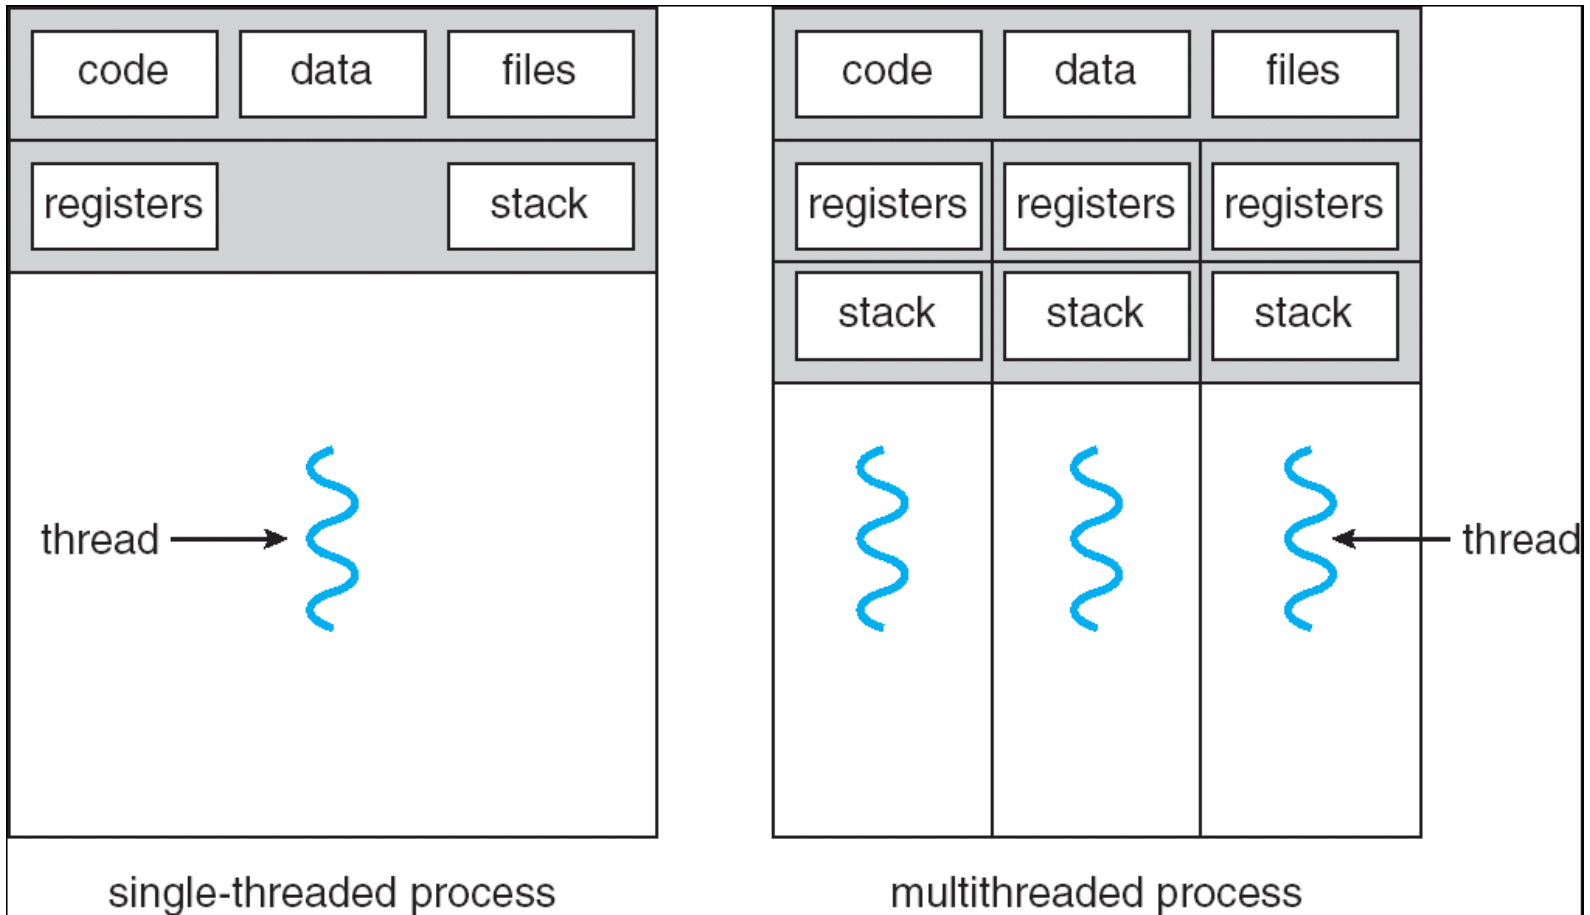 code data files
registers stack
thread
single-threaded process
code data files
registers registers registers
stack stack stack
thread
multithreaded process